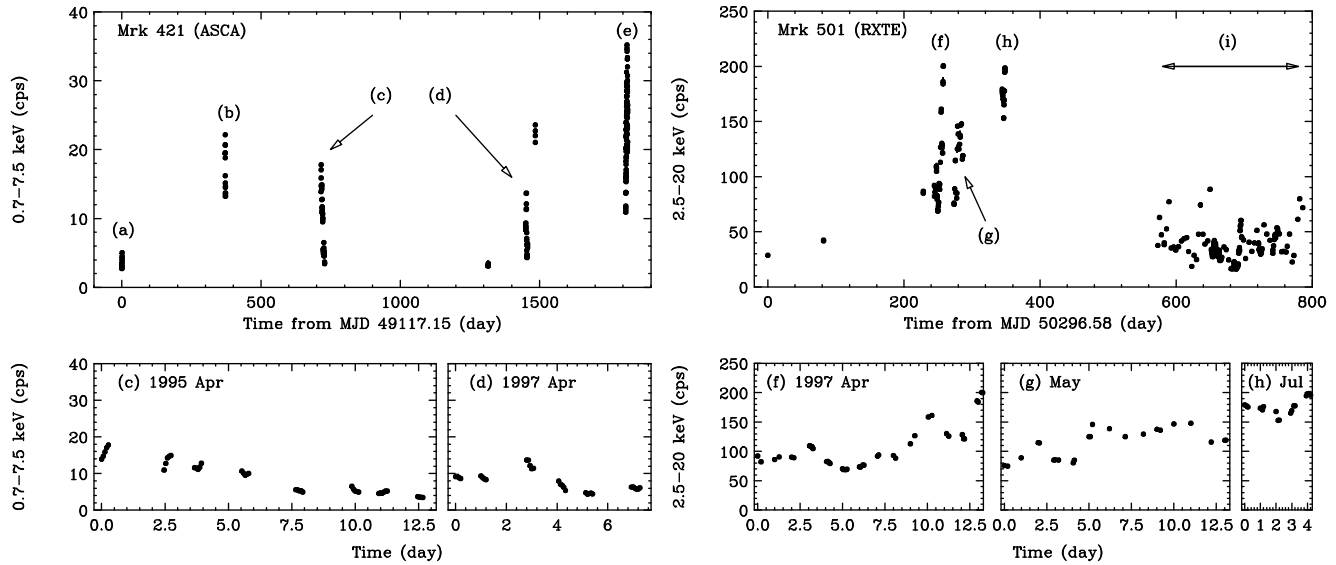 Mrk 421 (ASCA)
(a)
(b)
(c)
(d)
(e)
0.7−7.5 keV (cps)
0 10 20 30 40
0 500 1000 1500
Time from MJD 49117.15 (day)
Mrk 501 (RXTE)
(f)
(g)
(h)
(i)
2.5−20 keV (cps)
0 50 100 150 200 250
0 200 400 600 800
Time from MJD 50296.58 (day)
(c) 1995 Apr
0.7−7.5 keV (cps)
0 10 20 30 40
0.0 2.5 5.0 7.5 10.0 12.5
(d) 1997 Apr
0 2 4 6
Time (day)
(f) 1997 Apr
2.5−20 keV (cps)
0 50 100 150 200 250
0.0 2.5 5.0 7.5 10.0 12.5
(g) May
0.0 2.5 5.0 7.5 10.0 12.5
(h) Jul
0 1 2 3 4
Time (day)